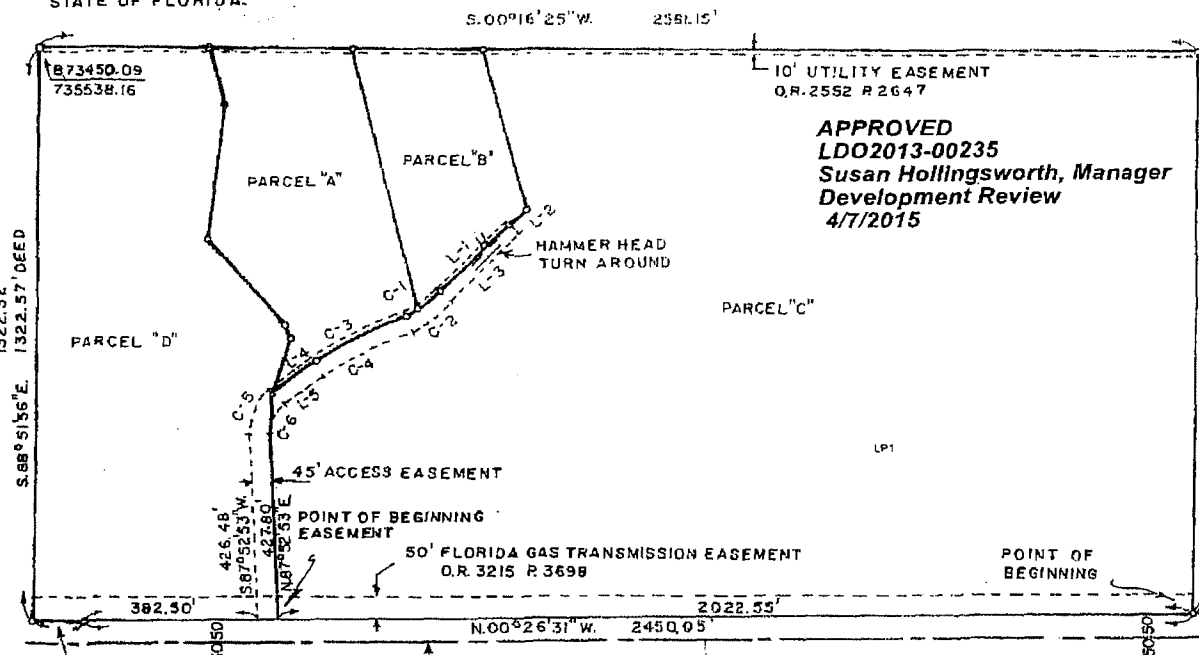 STATE OF FLORIDA.
S.00°16'25"W. 2561.15'
873450.09
735538.16
10' UTILITY EASEMENT
O.R. 2552 P. 2647
APPROVED
LDO2013-00235
Susan Hollingsworth, Manager
Development Review
4/7/2015
PARCEL "A"
PARCEL "B"
L-2
L-1
HAMMER HEAD
TURN AROUND
L-3
C-1
C-2
C-3
C-4
PARCEL "C"
PARCEL "D"
L-4
L-5
C-5
C-6
S.88°51'56"E. 1322.57' DEED
LP1
45' ACCESS EASEMENT
426.48'
S.87°52'53"W.
427.80'
N.87°52'53"E.
POINT OF BEGINNING
EASEMENT
50' FLORIDA GAS TRANSMISSION EASEMENT
O.R. 3215 P. 3698
POINT OF
BEGINNING
382.50'
2022.55'
N.00°26'31"W. 2450.05'
50.50